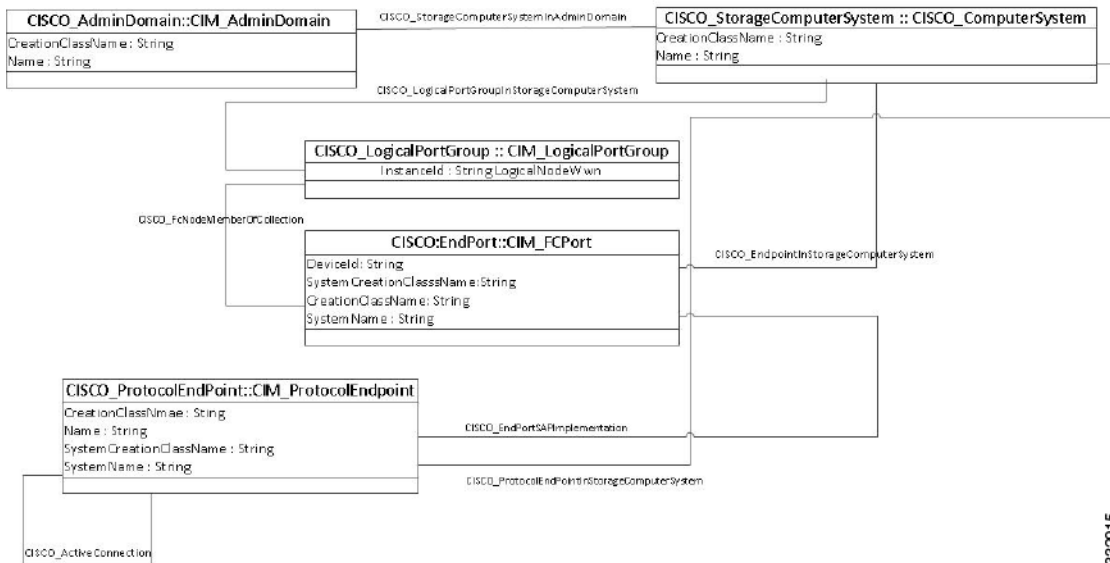 CISCO_AdminDomain::CIM_AdminDomain
CreationClassName: String
Name : String
CISCO_StorageComputerSystemInAdminDomain
CISCO_StorageComputerSystem :: CISCO_ComputerSystem
CreationClassName : String
Name : String
CISCO_LogicalPortGroupInStorageComputerSystem
CISCO_LogicalPortGroup :: CIM_LogicalPortGroup
InstanceId : StringLogicalNodeWwn
CISCO_FcNodeMemberOfCollection
CISCO:EndPort::CIM_FCPort
DeviceId: String
SystemCreationClasssName:String
CreationClassName: String
SystemName : String
CISCO_EndpointInStorageComputerSystem
CISCO_ProtocolEndPoint::CIM_ProtocolEndpoint
CreationClassNmae : Sting
Name : String
SystemCreationClassName : String
SystemName : String
CISCO_EndPortSAPImplementation
CISCO_ProtocolEndPointInStorageComputerSystem
CISCO_ActiveConnection